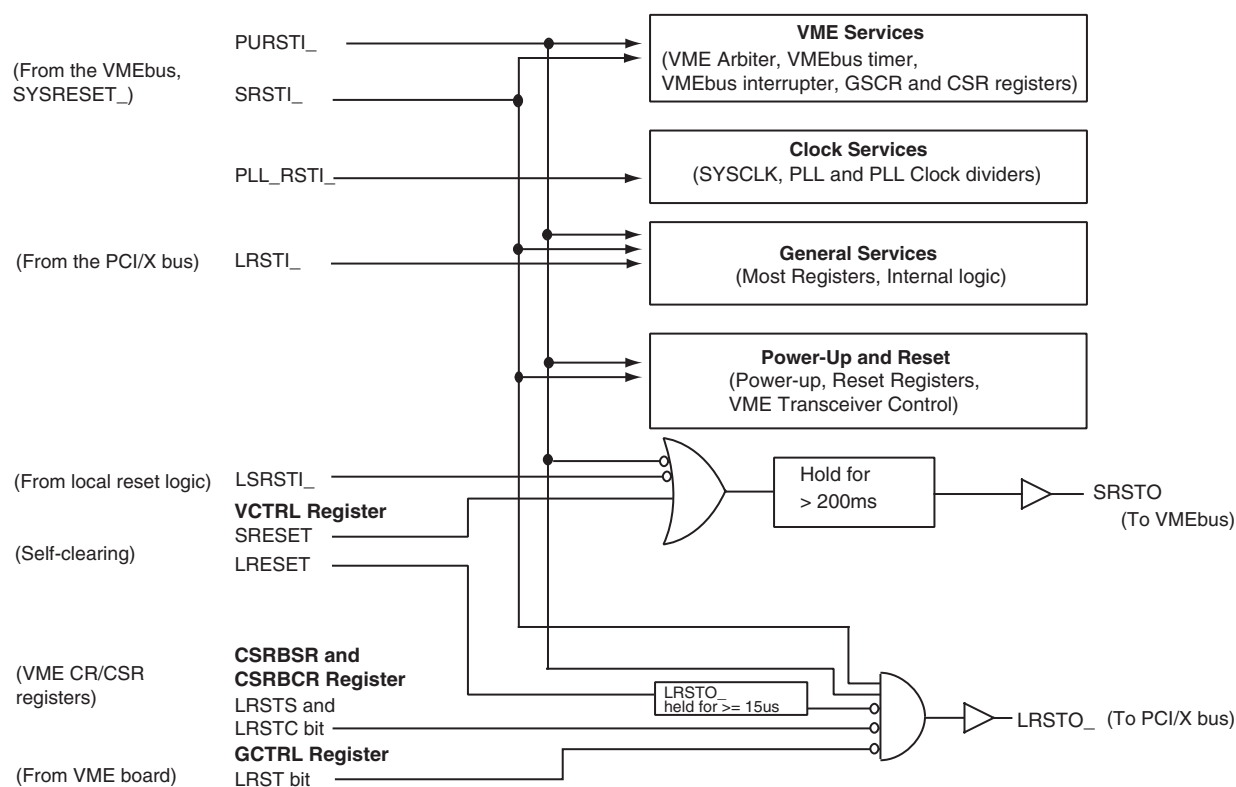 PURSTI_
(From the VMEbus,
SYSRESET_)
SRSTI_
VME Services
(VME Arbiter, VMEbus timer,
VMEbus interrupter, GSCR and CSR registers)
PLL_RSTI_
Clock Services
(SYSCLK, PLL and PLL Clock dividers)
(From the PCI/X bus)
LRSTI_
General Services
(Most Registers, Internal logic)
Power-Up and Reset
(Power-up, Reset Registers,
VME Transceiver Control)
(From local reset logic)
LSRSTI_
Hold for
> 200ms
SRSTO
(To VMEbus)
VCTRL Register
SRESET
(Self-clearing)
LRESET
(VME CR/CSR
registers)
CSRBSR and
CSRBCR Register
LRSTS and
LRSTC bit
LRSTO_
held for >= 15us
LRSTO_ (To PCI/X bus)
GCTRL Register
(From VME board)
LRST bit